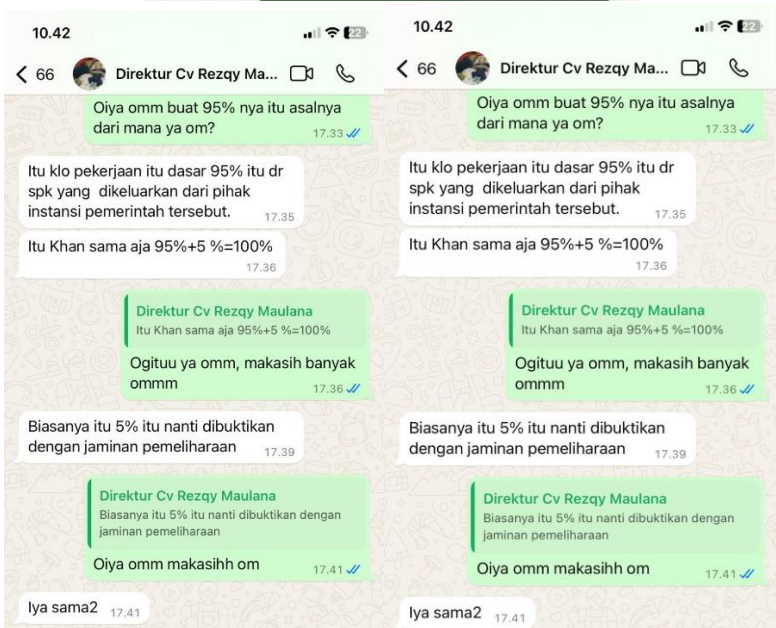 10.42
22
66
Direktur Cv Rezqy Ma...
Oiya omm buat 95% nya itu asalnya
dari mana ya om?
17.33
Itu klo pekerjaan itu dasar 95% itu dr
spk yang dikeluarkan dari pihak
instansi pemerintah tersebut.
17.35
Itu Khan sama aja 95%+5 %=100%
17.36
Direktur Cv Rezqy Maulana
Itu Khan sama aja 95%+5 %=100%
Ogituu ya omm, makasih banyak
ommm
17.36
Biasanya itu 5% itu nanti dibuktikan
dengan jaminan pemeliharaan
17.39
Direktur Cv Rezqy Maulana
Biasanya itu 5% itu nanti dibuktikan dengan
jaminan pemeliharaan
Oiya omm makasihh om
17.41
Iya sama2
17.41
10.42
22
66
Direktur Cv Rezqy Ma...
Oiya omm buat 95% nya itu asalnya
dari mana ya om?
17.33
Itu klo pekerjaan itu dasar 95% itu dr
spk yang dikeluarkan dari pihak
instansi pemerintah tersebut.
17.35
Itu Khan sama aja 95%+5 %=100%
17.36
Direktur Cv Rezqy Maulana
Itu Khan sama aja 95%+5 %=100%
Ogituu ya omm, makasih banyak
ommm
17.36
Biasanya itu 5% itu nanti dibuktikan
dengan jaminan pemeliharaan
17.39
Direktur Cv Rezqy Maulana
Biasanya itu 5% itu nanti dibuktikan dengan
jaminan pemeliharaan
Oiya omm makasihh om
17.41
Iya sama2
17.41